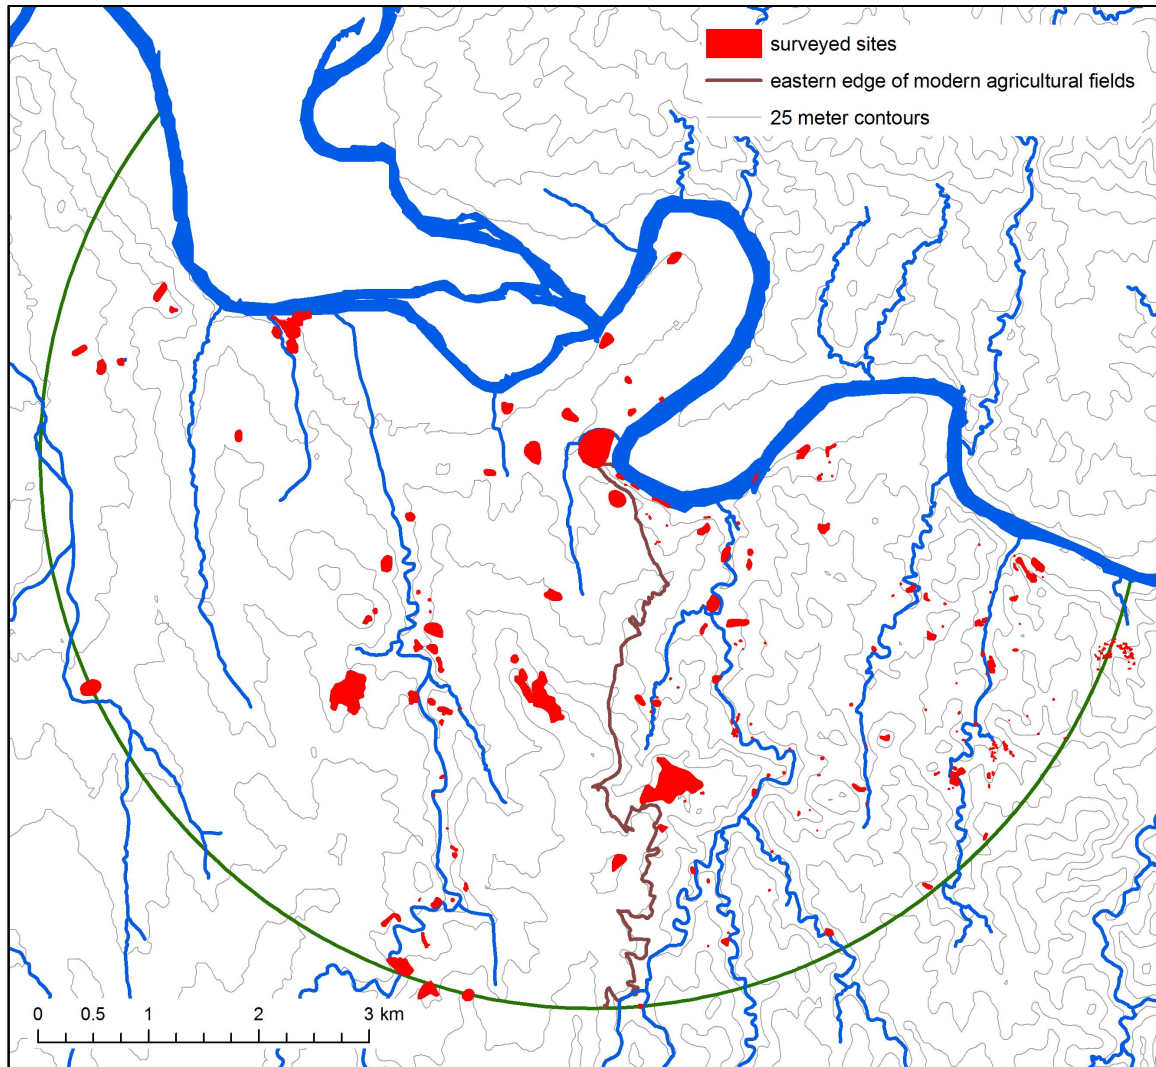 surveyed sites
eastern edge of modern agricultural fields
25 meter contours
0 0.5 1 2 3 km